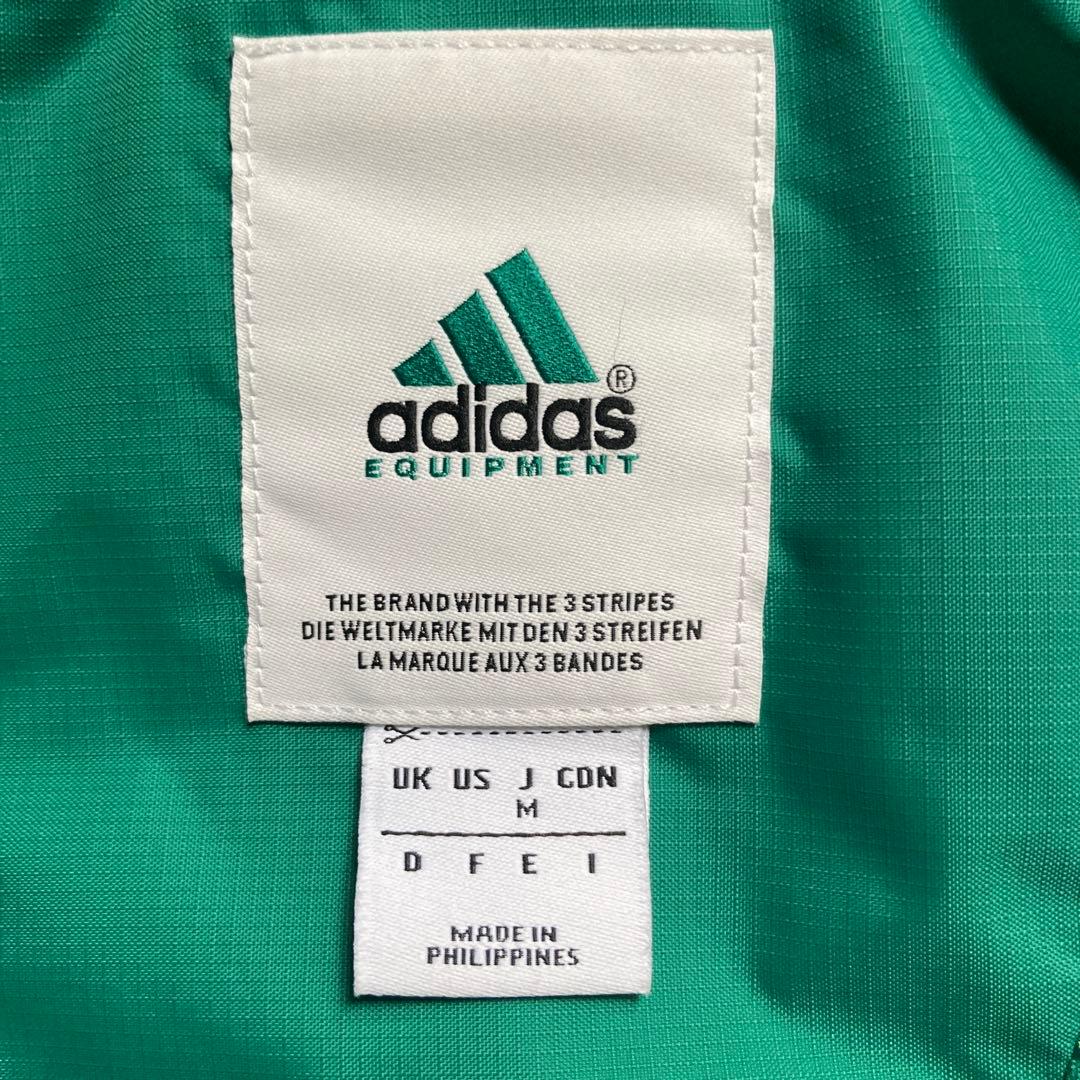 ®
adidas
EQUIPMENT
THE BRAND WITH THE 3 STRIPES
DIE WELTMARKE MIT DEN 3 STREIFEN
LA MARQUE AUX 3 BANDES
UK US J CDN
M
D F E I
MADE IN
PHILIPPINES